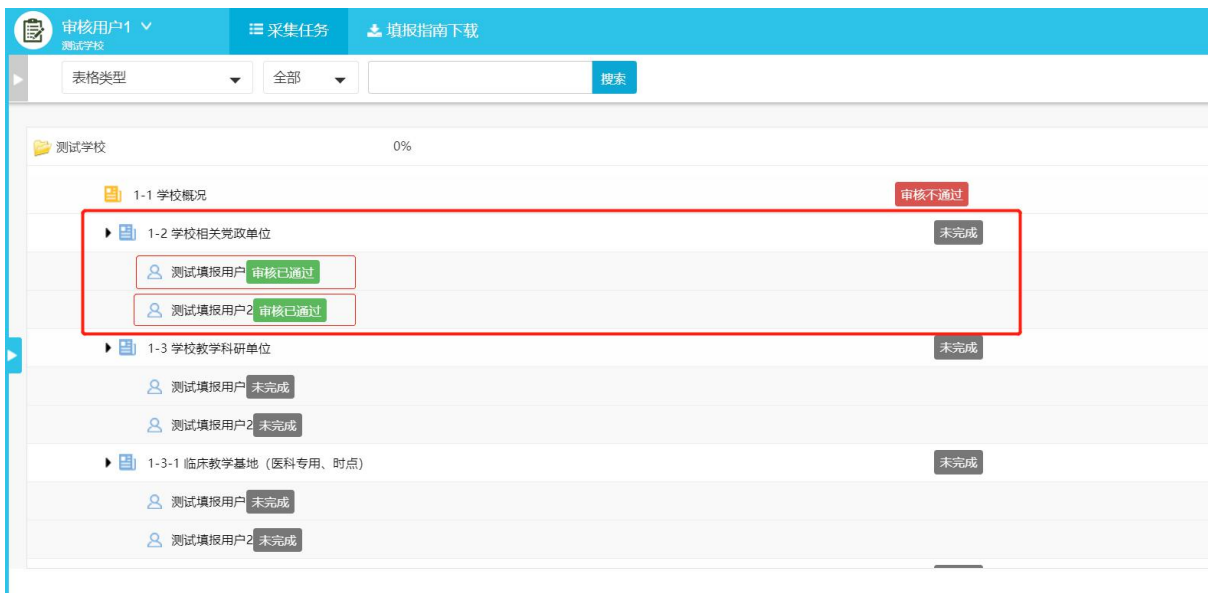 审核用户1
测试学校
采集任务
填报指南下载
表格类型
全部
搜索
测试学校 0%
1-1 学校概况 审核不通过
1-2 学校相关党政单位 未完成
测试填报用户 审核已通过
测试填报用户2 审核已通过
1-3 学校教学科研单位 未完成
测试填报用户 未完成
测试填报用户2 未完成
1-3-1 临床教学基地（医科专用、时点） 未完成
测试填报用户 未完成
测试填报用户2 未完成